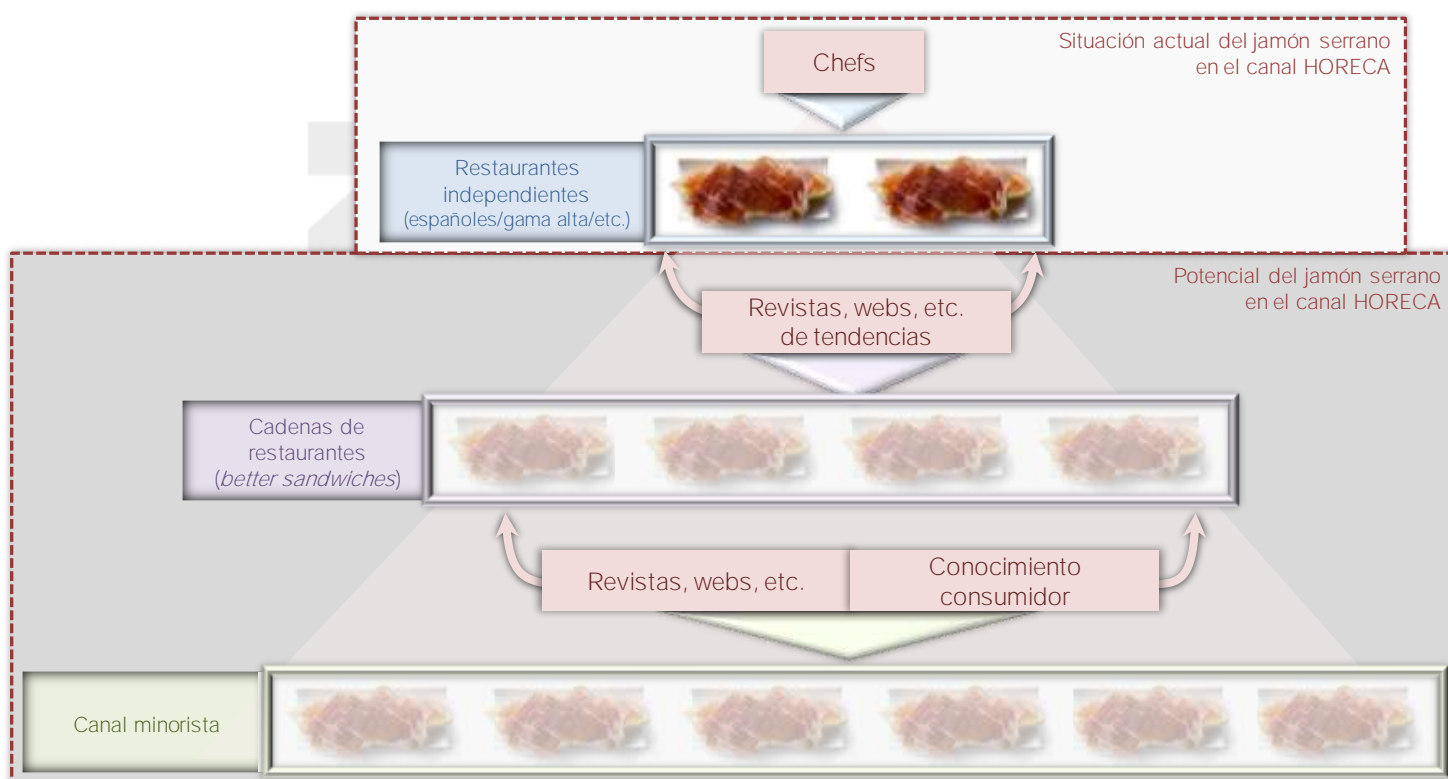 Situación actual del jamón serrano
en el canal HORECA
Chefs
Restaurantes
independientes
(españoles/gama alta/etc.)
Potencial del jamón serrano
en el canal HORECA
Revistas, webs, etc.
de tendencias
Cadenas de
restaurantes
(better sandwiches)
Revistas, webs, etc.
Conocimiento
consumidor
Canal minorista